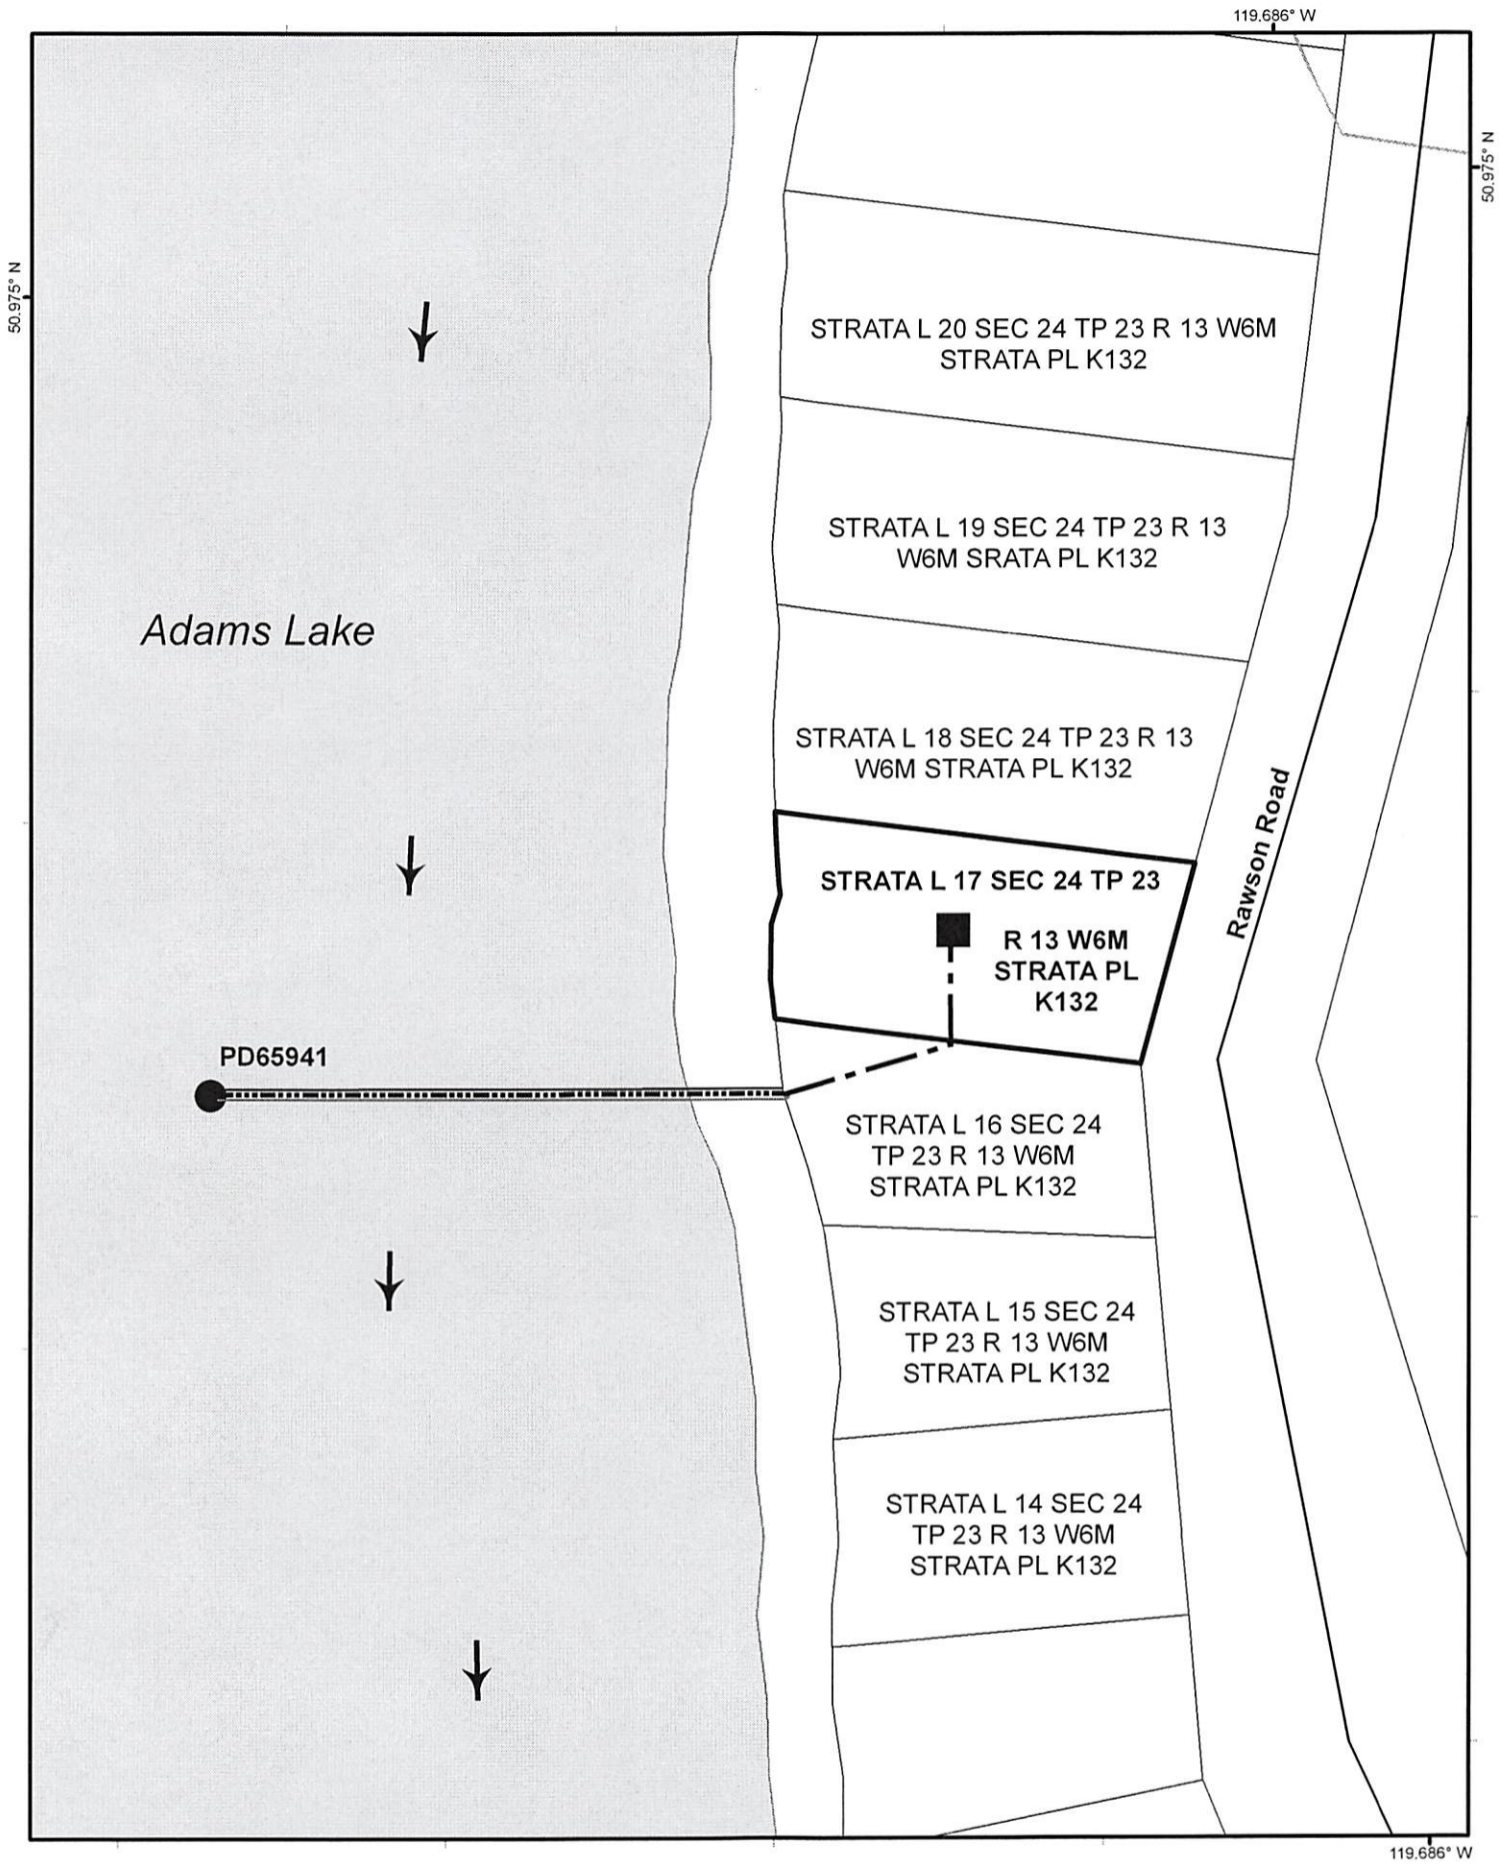 119.686° W
50.975° N
50.975° N
STRATA L 20 SEC 24 TP 23 R 13 W6M
STRATA PL K132
STRATA L 19 SEC 24 TP 23 R 13
W6M SRATA PL K132
Adams Lake
STRATA L 18 SEC 24 TP 23 R 13
W6M STRATA PL K132
Rawson Road
STRATA L 17 SEC 24 TP 23
R 13 W6M
STRATA PL
K132
PD65941
STRATA L 16 SEC 24
TP 23 R 13 W6M
STRATA PL K132
STRATA L 15 SEC 24
TP 23 R 13 W6M
STRATA PL K132
STRATA L 14 SEC 24
TP 23 R 13 W6M
STRATA PL K132
119.686° W